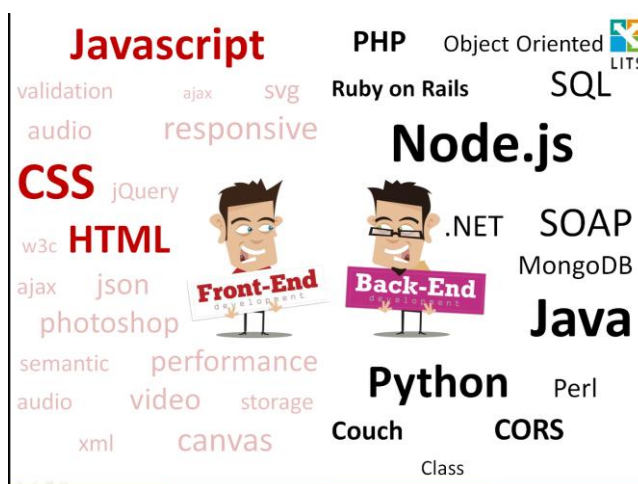 Javascript
validation ajax svg
audio responsive
CSS jQuery
w3c HTML
ajax json
photoshop
semantic performance
audio video storage
xml canvas
Front-End
development
PHP Object Oriented
LITS
Ruby on Rails SQL
Node.js
.NET SOAP
MongoDB
Back-End
development
Java
Python Perl
Couch CORS
Class